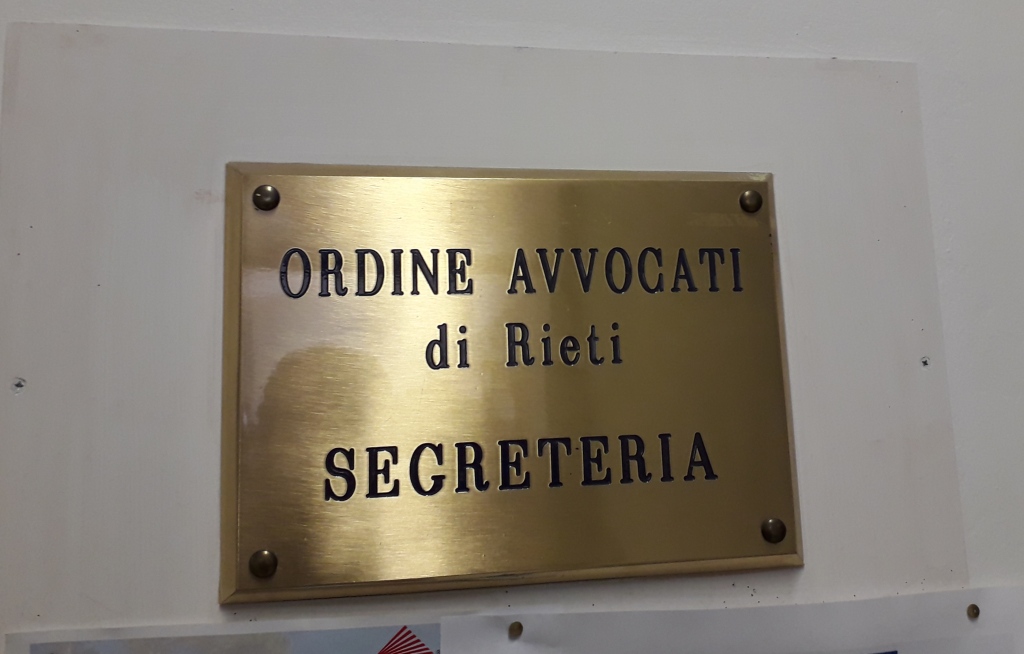 ORDINE AVVOCATI
di Rieti
SEGRETERIA